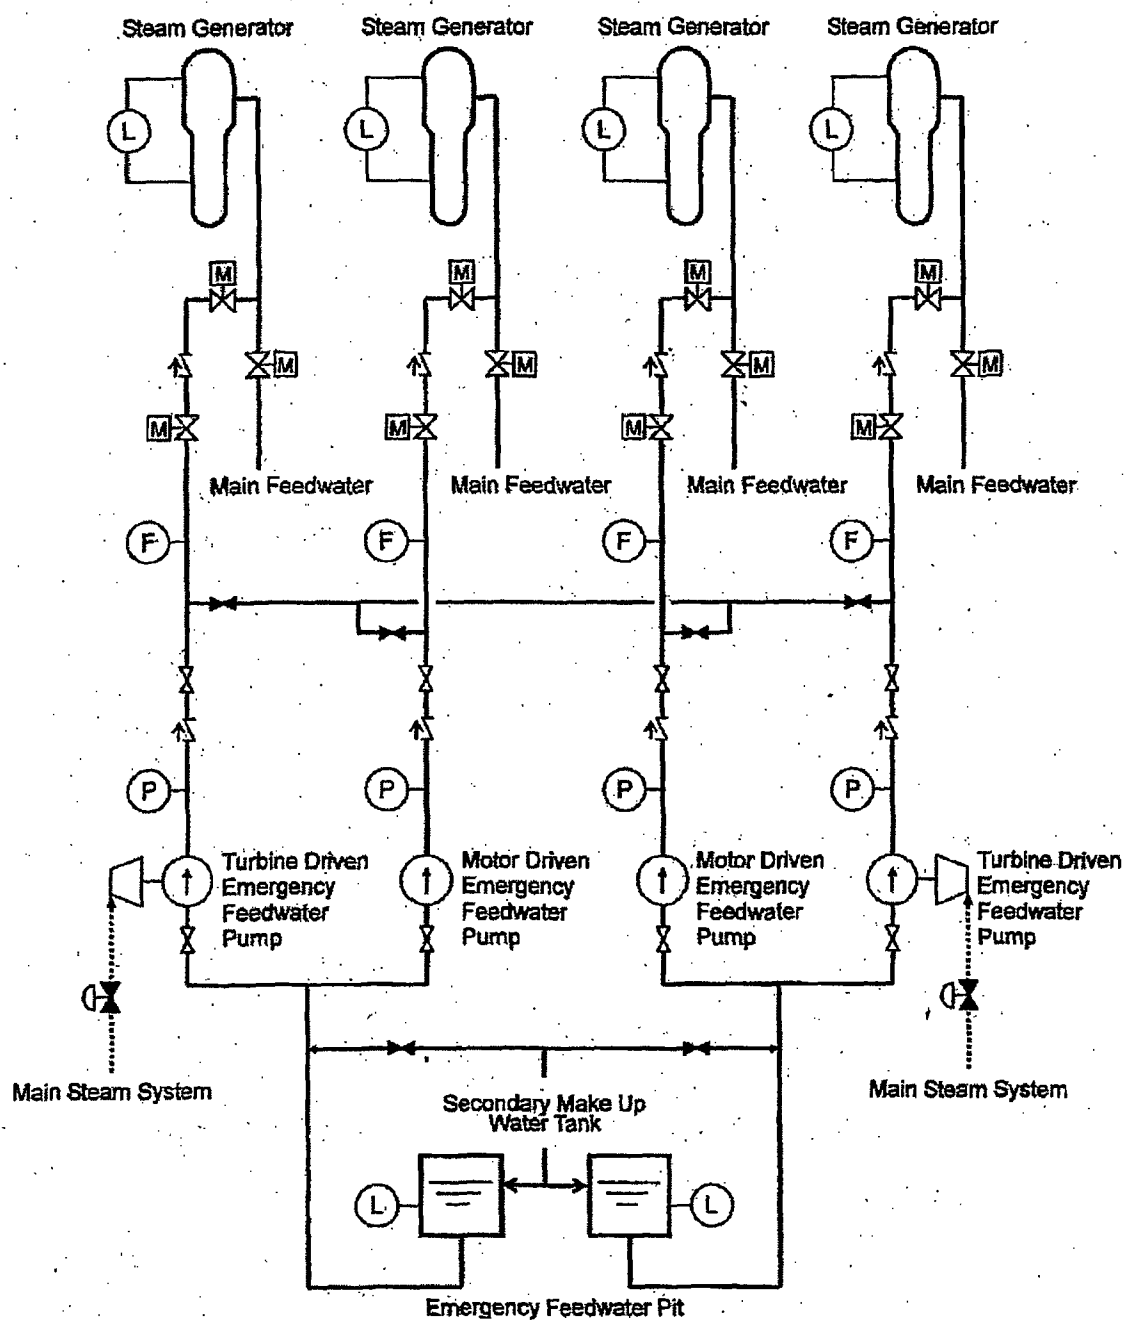 Steam Generator Steam Generator Steam Generator Steam Generator
L L L L
M M M M
M M M M
M M M M
Main Feedwater Main Feedwater Main Feedwater Main Feedwater
F F F F
P P P P
Turbine Driven
Emergency
Feedwater
Pump
Motor Driven
Emergency
Feedwater
Pump
Motor Driven
Emergency
Feedwater
Pump
Turbine Driven
Emergency
Feedwater
Pump
Main Steam System
Main Steam System
Secondary Make Up
Water Tank
L L
Emergency Feedwater Pit